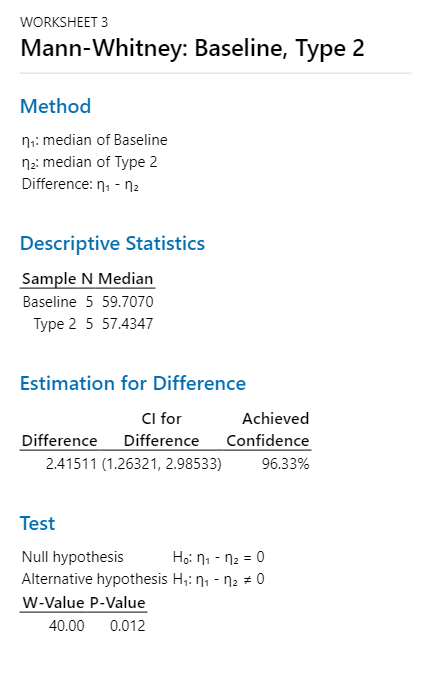 WORKSHEET 3
Mann-Whitney: Baseline, Type 2
Method
η₁: median of Baseline
η₂: median of Type 2
Difference: η₁ - η₂
Descriptive Statistics
Sample N Median
Baseline 5 59.7070
Type 2 5 57.4347
Estimation for Difference
CI for Achieved
Difference Difference Confidence
2.41511 (1.26321, 2.98533) 96.33%
Test
Null hypothesis H₀: η₁ - η₂ = 0
Alternative hypothesis H₁: η₁ - η₂ ≠ 0
W-Value P-Value
40.00 0.012